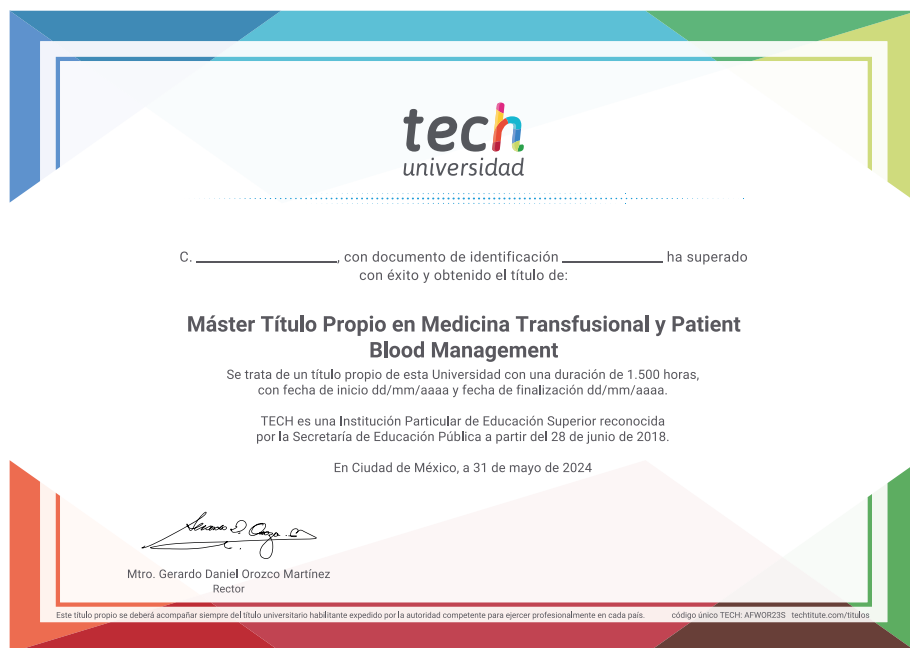 tech
universidad
C. __________________, con documento de identificación _____________ ha superado
con éxito y obtenido el título de:
Máster Título Propio en Medicina Transfusional y Patient
Blood Management
Se trata de un título propio de esta Universidad con una duración de 1.500 horas,
con fecha de inicio dd/mm/aaaa y fecha de finalización dd/mm/aaaa.
TECH es una Institución Particular de Educación Superior reconocida
por la Secretaría de Educación Pública a partir del 28 de junio de 2018.
En Ciudad de México, a 31 de mayo de 2024
Mtro. Gerardo Daniel Orozco Martínez
Rector
Este título propio se deberá acompañar siempre del título universitario habilitante expedido por la autoridad competente para ejercer profesionalmente en cada país. código único TECH: AFWOR23S techtitute.com/titulos